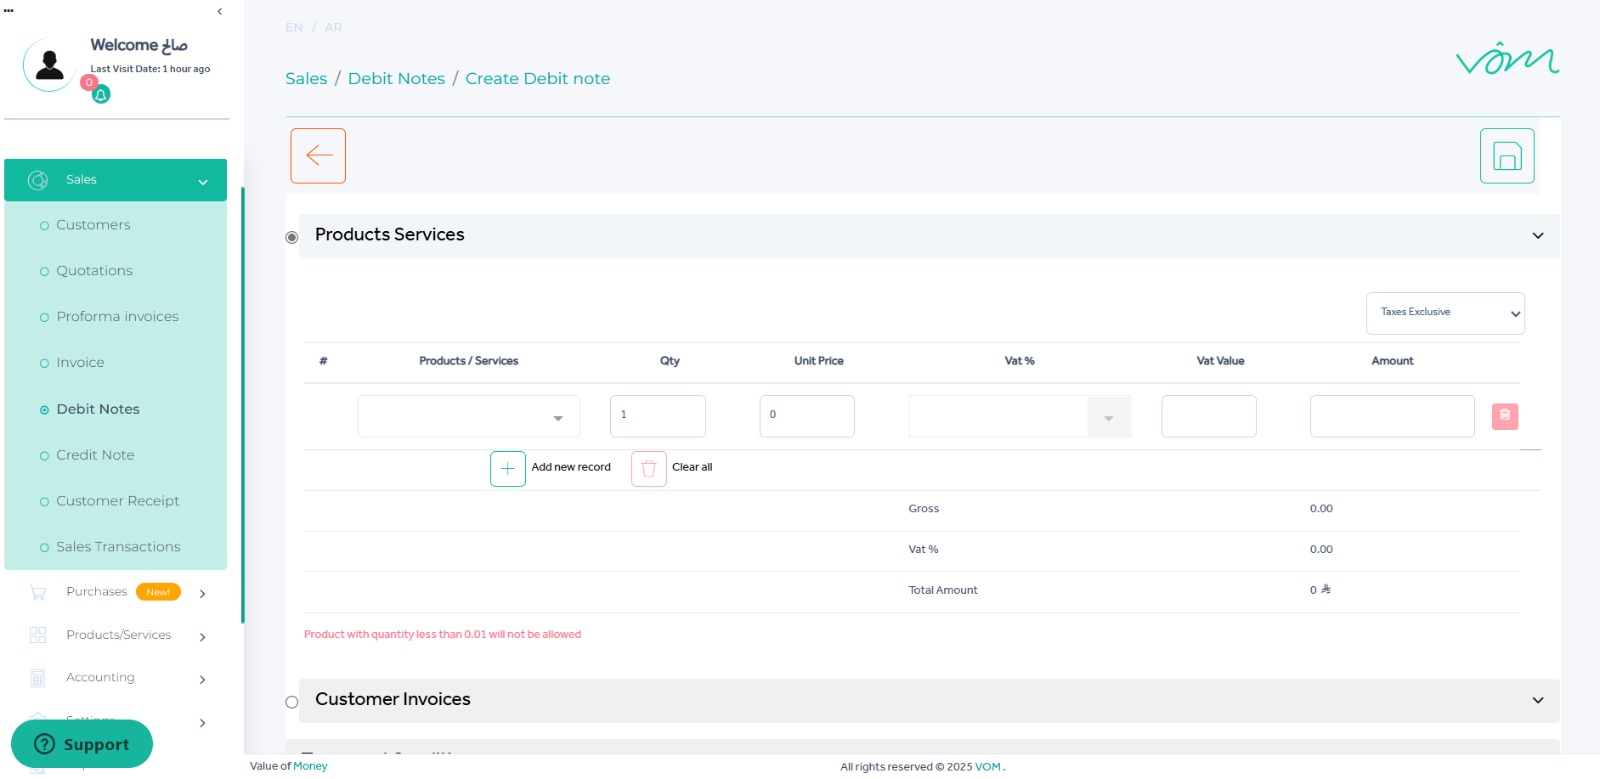 Welcome صالح
Last Visit Date: 1 hour ago
0
Sales
Customers
Quotations
Proforma invoices
Invoice
Debit Notes
Credit Note
Customer Receipt
Sales Transactions
Purchases New!
Products/Services
Accounting
Support
EN / AR
vôm
Sales / Debit Notes / Create Debit note
Products Services
Taxes Exclusive
# Products / Services Qty Unit Price Vat % Vat Value Amount
1 0
Add new record Clear all
Gross 0.00
Vat % 0.00
Total Amount 0
Product with quantity less than 0.01 will not be allowed
Customer Invoices
Value of Money
All rights reserved © 2025 VOM .